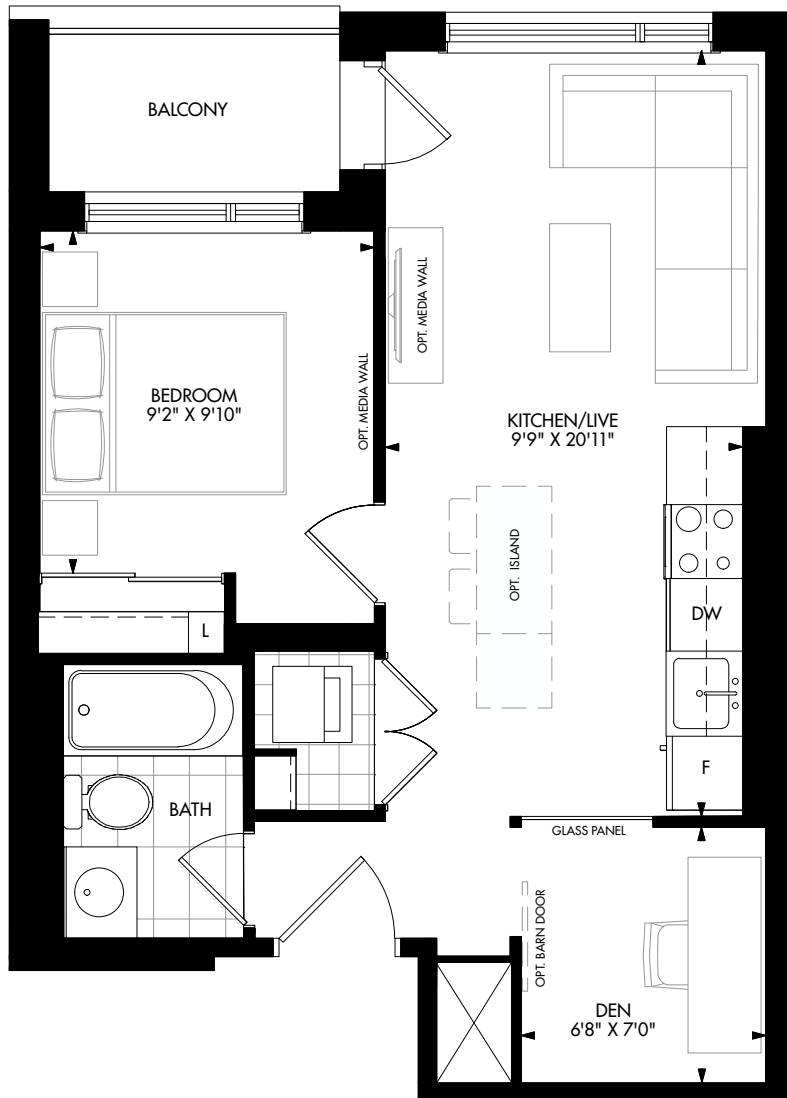 BALCONY
OPT. MEDIA WALL
BEDROOM
9'2" X 9'10"
OPT. MEDIA WALL
KITCHEN/LIVE
9'9" X 20'11"
OPT. ISLAND
DW
L
F
BATH
GLASS PANEL
OPT. BARN DOOR
DEN
6'8" X 7'0"